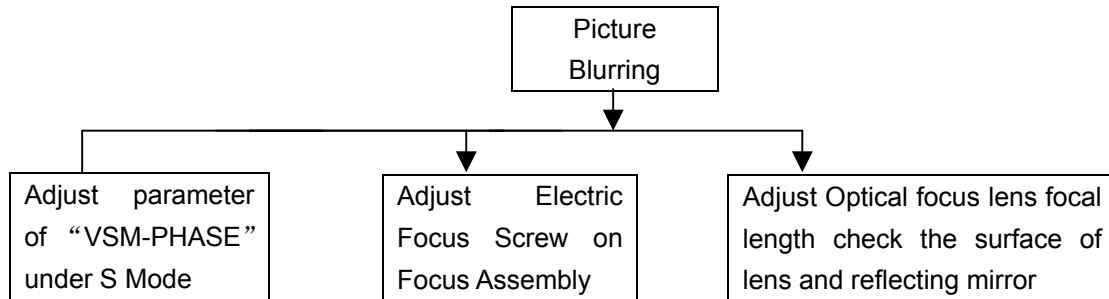 Picture
Blurring
Adjust parameter
of “VSM-PHASE”
under S Mode
Adjust Electric
Focus Screw on
Focus Assembly
Adjust Optical focus lens focal
length check the surface of
lens and reflecting mirror